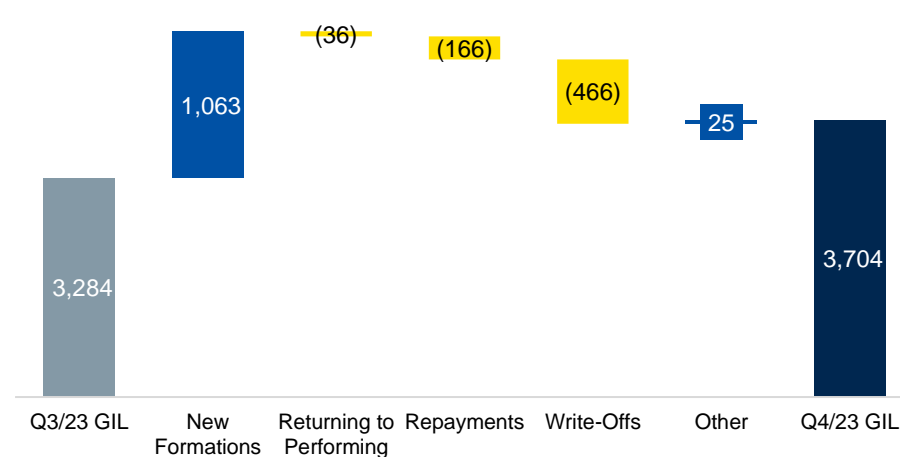 (36)
(166)
(466)
1,063
25
3,704
3,284
Q3/23 GIL
New
Formations
Returning to
Performing
Repayments
Write-Offs
Other
Q4/23 GIL